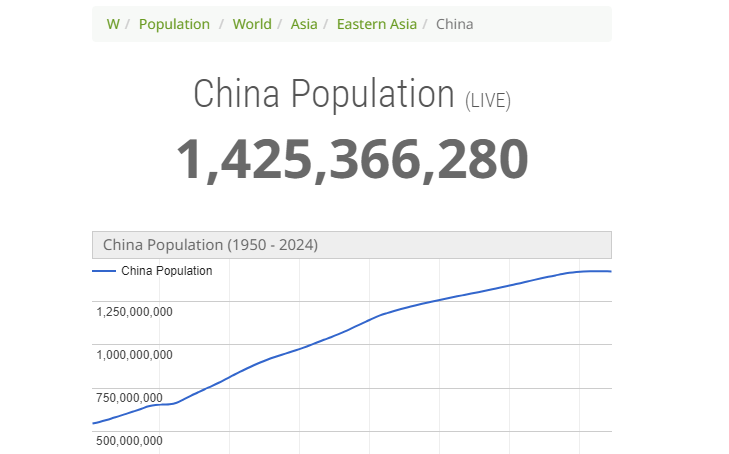 W / Population / World / Asia / Eastern Asia / China
China Population (LIVE)
1,425,366,280
China Population (1950 - 2024)
China Population
1,250,000,000
1,000,000,000
750,000,000
500,000,000